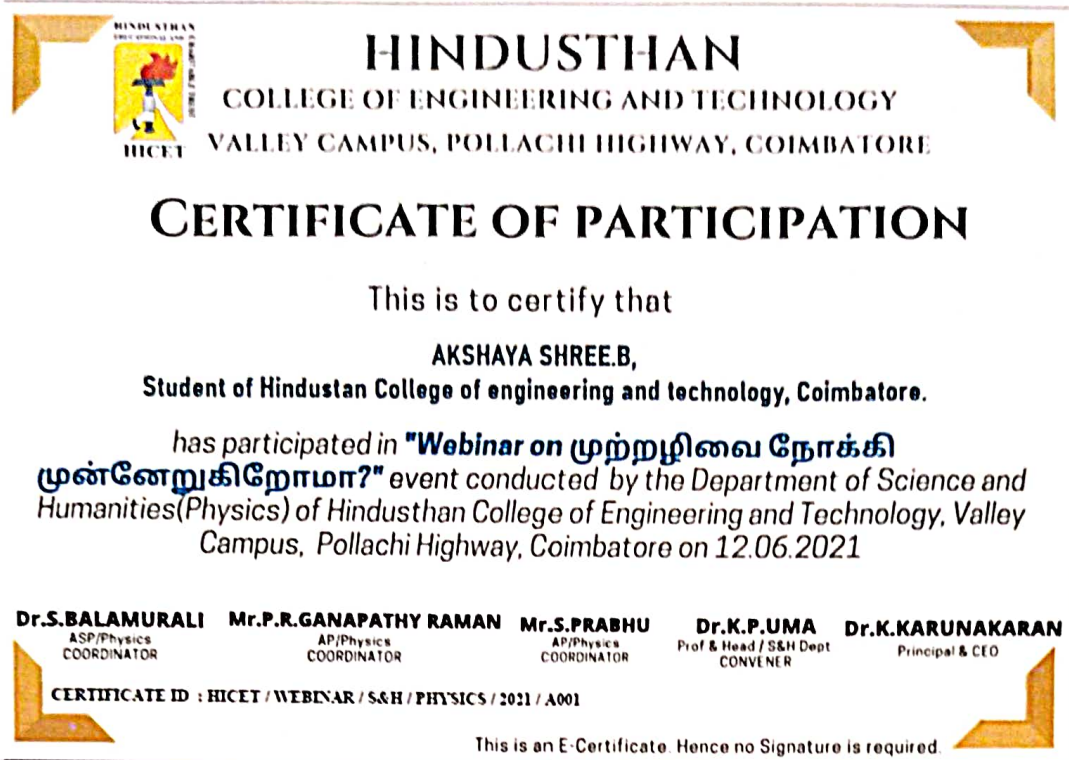 HINDUSTHAN
EDUCATIONAL AND
CHARITABLE TRUST
HICET
HINDUSTHAN
COLLEGE OF ENGINEERING AND TECHNOLOGY
VALLEY CAMPUS, POLLACHI HIGHWAY, COIMBATORE
CERTIFICATE OF PARTICIPATION
This is to certify that
AKSHAYA SHREE.B,
Student of Hindustan College of engineering and technology, Coimbatore.
has participated in "Webinar on முற்றழிவை நோக்கி
முன்னேறுகிறோமா?" event conducted by the Department of Science and
Humanities(Physics) of Hindusthan College of Engineering and Technology, Valley
Campus, Pollachi Highway, Coimbatore on 12.06.2021
Dr.S.BALAMURALI Mr.P.R.GANAPATHY RAMAN Mr.S.PRABHU Dr.K.P.UMA Dr.K.KARUNAKARAN
ASP/Physics AP/Physics AP/Physics Prof & Head / S&H Dept Principal & CEO
COORDINATOR COORDINATOR COORDINATOR CONVENER
CERTIFICATE ID : HICET / WEBINAR / S&H / PHYSICS / 2021 / A001
This is an E-Certificate. Hence no Signature is required.